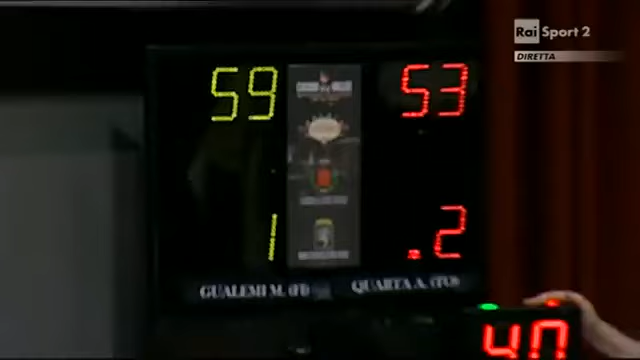 Rai Sport 2
DIRETTA
59 53
1 .2
GUALEMI M. (FI) QUARTA A. (TO)
40